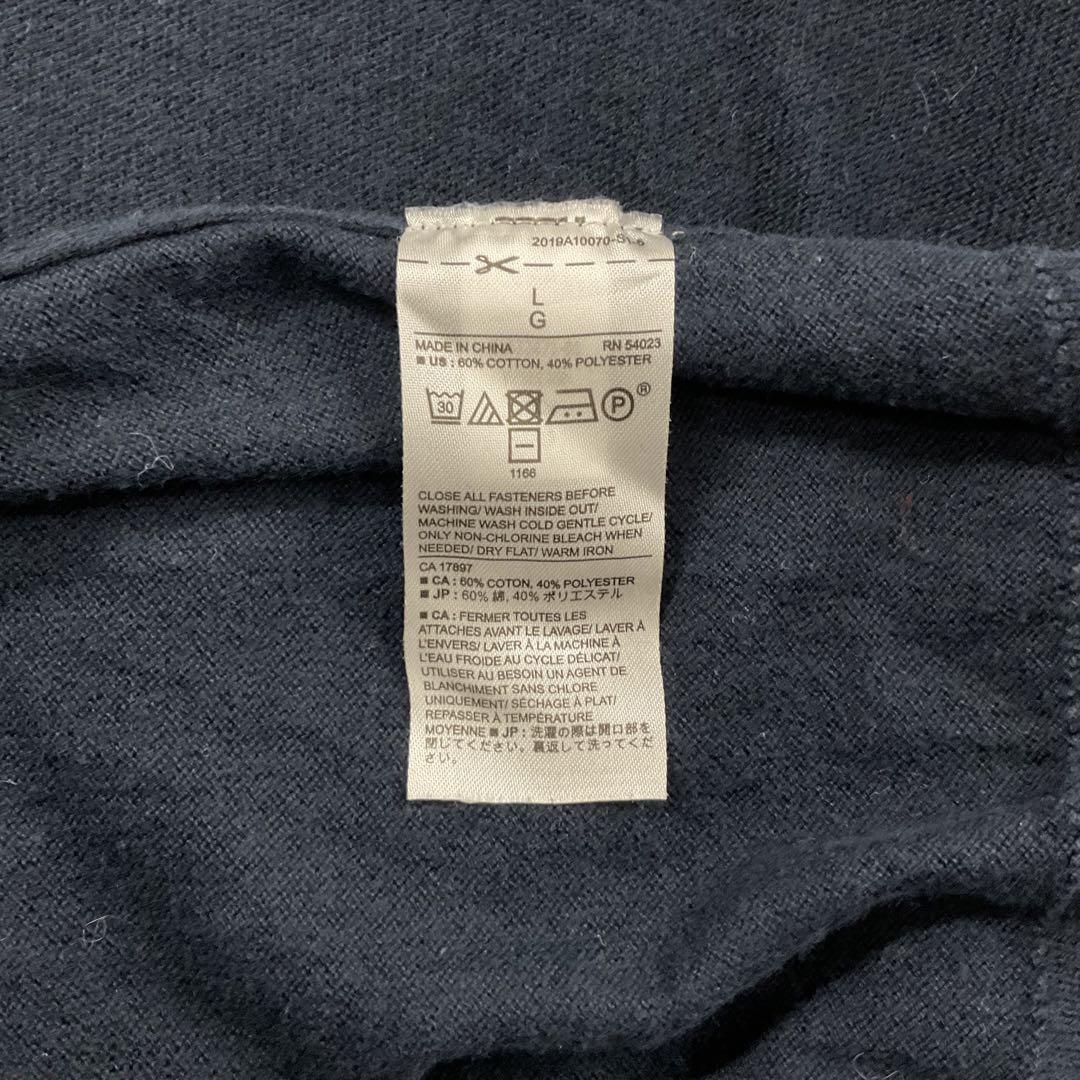 2019A10070-S
L
G
MADE IN CHINA RN 54023
■ US : 60% COTTON, 40% POLYESTER
30 P ®
1166
CLOSE ALL FASTENERS BEFORE
WASHING/ WASH INSIDE OUT/
MACHINE WASH COLD GENTLE CYCLE/
ONLY NON-CHLORINE BLEACH WHEN
NEEDED/ DRY FLAT/ WARM IRON
CA 17897
■ CA : 60% COTON, 40% POLYESTER
■ JP : 60% 綿, 40% ポリエステル
■ CA : FERMER TOUTES LES
ATTACHES AVANT LE LAVAGE/ LAVER À
L'ENVERS/ LAVER À LA MACHINE À
L'EAU FROIDE AU CYCLE DÉLICAT/
UTILISER AU BESOIN UN AGENT DE
BLANCHIMENT SANS CHLORE
UNIQUEMENT/ SÉCHAGE À PLAT/
REPASSER À TEMPÉRATURE
MOYENNE ■ JP : 洗濯の際は開口部を
閉じてください。裏返して洗ってくだ
さい。